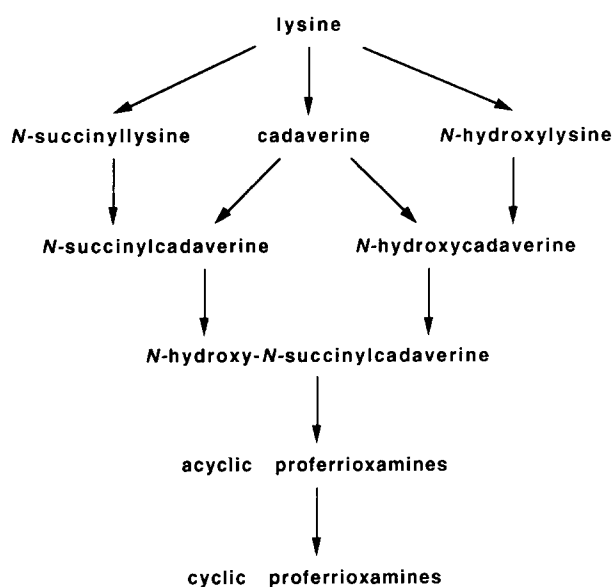 lysine
N-succinyllysine cadaverine N-hydroxylysine
N-succinylcadaverine N-hydroxycadaverine
N-hydroxy-N-succinylcadaverine
acyclic proferrioxamines
cyclic proferrioxamines